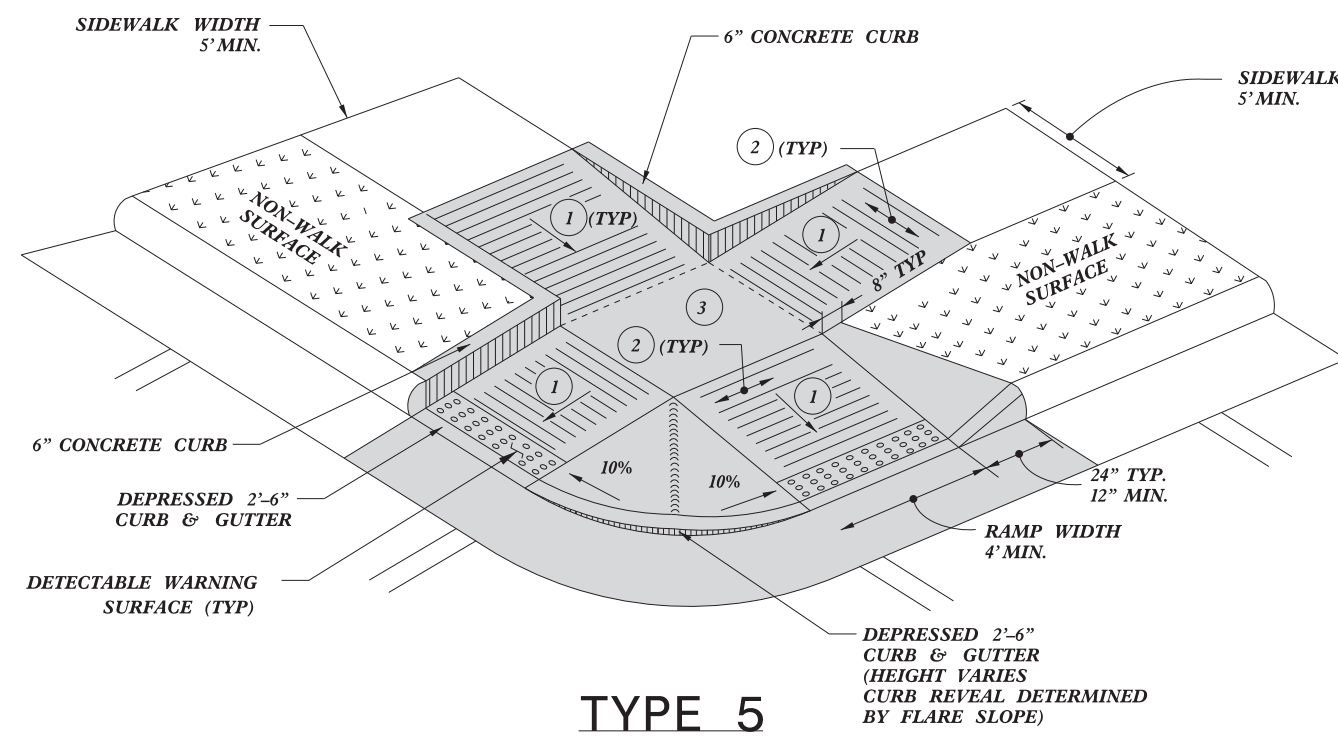 SIDEWALK WIDTH
5' MIN.
6" CONCRETE CURB
SIDEWALK
5' MIN.
2 (TYP)
NON-WALK
SURFACE
1 (TYP)
1
8" TYP
NON-WALK
SURFACE
3
2 (TYP)
1
1
6" CONCRETE CURB
10%
10%
DEPRESSED 2'-6"
CURB & GUTTER
24" TYP.
12" MIN.
RAMP WIDTH
4' MIN.
DETECTABLE WARNING
SURFACE (TYP)
DEPRESSED 2'-6"
CURB & GUTTER
(HEIGHT VARIES
CURB REVEAL DETERMINED
BY FLARE SLOPE)
TYPE 5